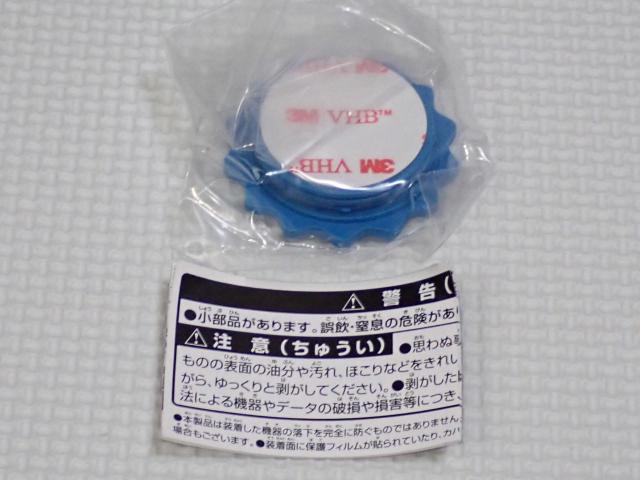 3M VHB™
3M VHB™
警告(
●小部品があります。誤飲・窒息の危険があ
注意(ちゅうい)
●思わぬ
ものの表面の油分や汚れ、ほこりなどをきれ
がら、ゆっくりと剥がしてください。●剥がした
法による機器やデータの破損や損害等につき、
●本製品は装着した機器の落下を完全に防ぐものではありません
場合もございます。●装着面に保護フィルムが貼られていたり、カバ